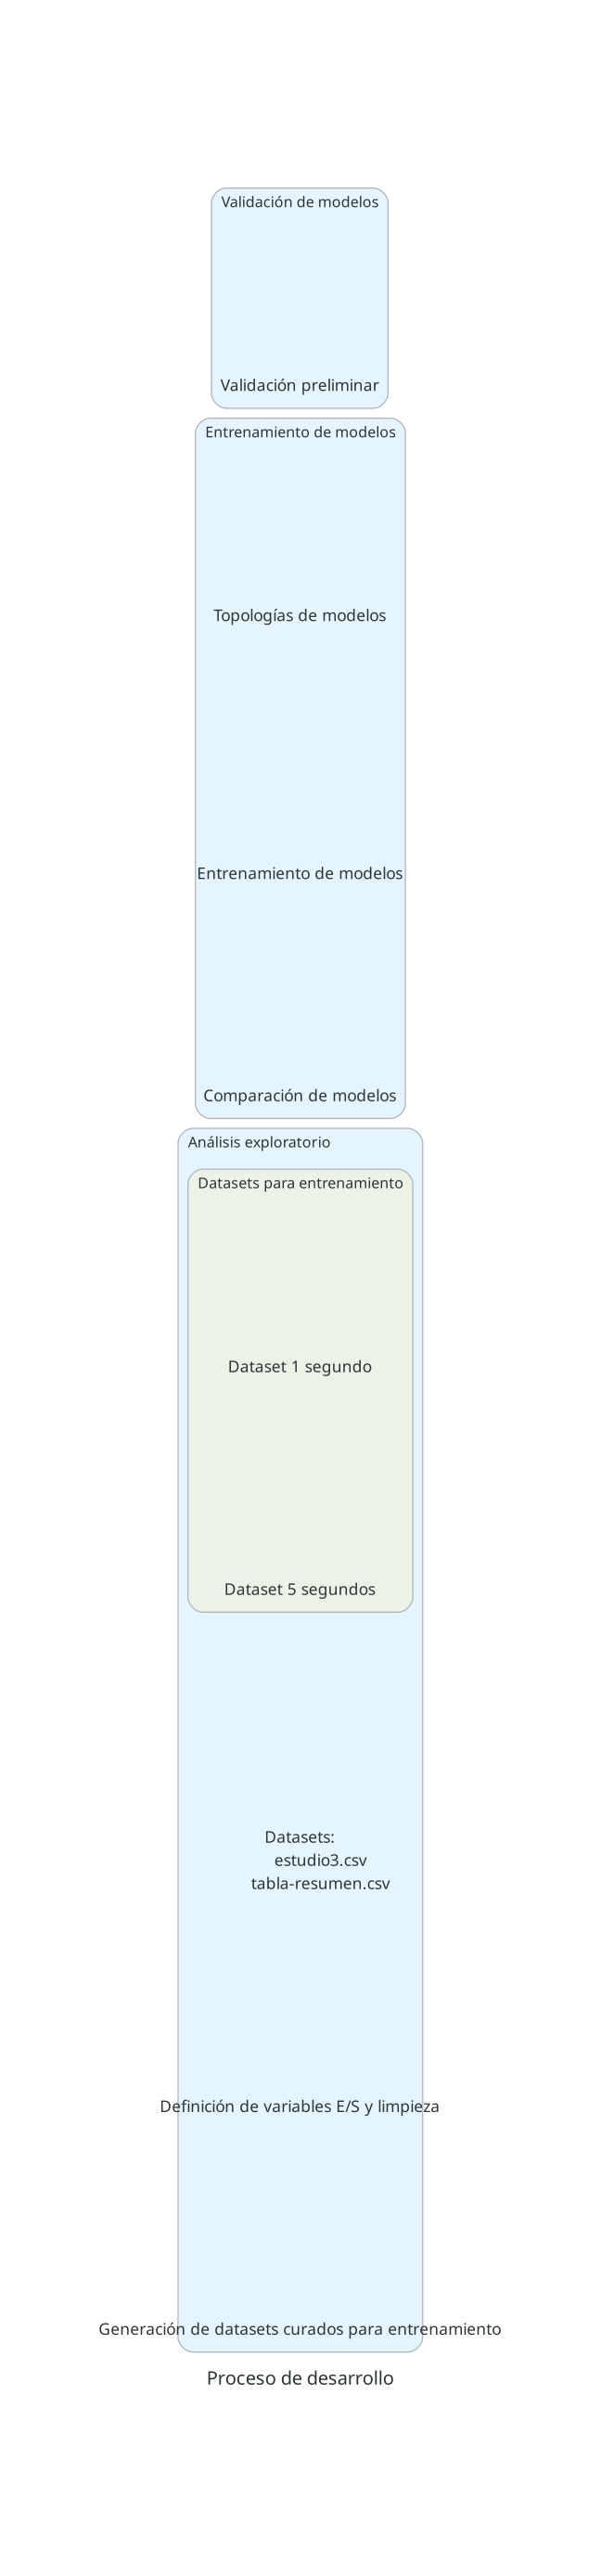 Validación de modelos
Validación preliminar
Entrenamiento de modelos
Topologías de modelos
Entrenamiento de modelos
Comparación de modelos
Análisis exploratorio
Datasets para entrenamiento
Dataset 1 segundo
Dataset 5 segundos
Datasets:
estudio3.csv
tabla-resumen.csv
Definición de variables E/S y limpieza
Generación de datasets curados para entrenamiento
Proceso de desarrollo